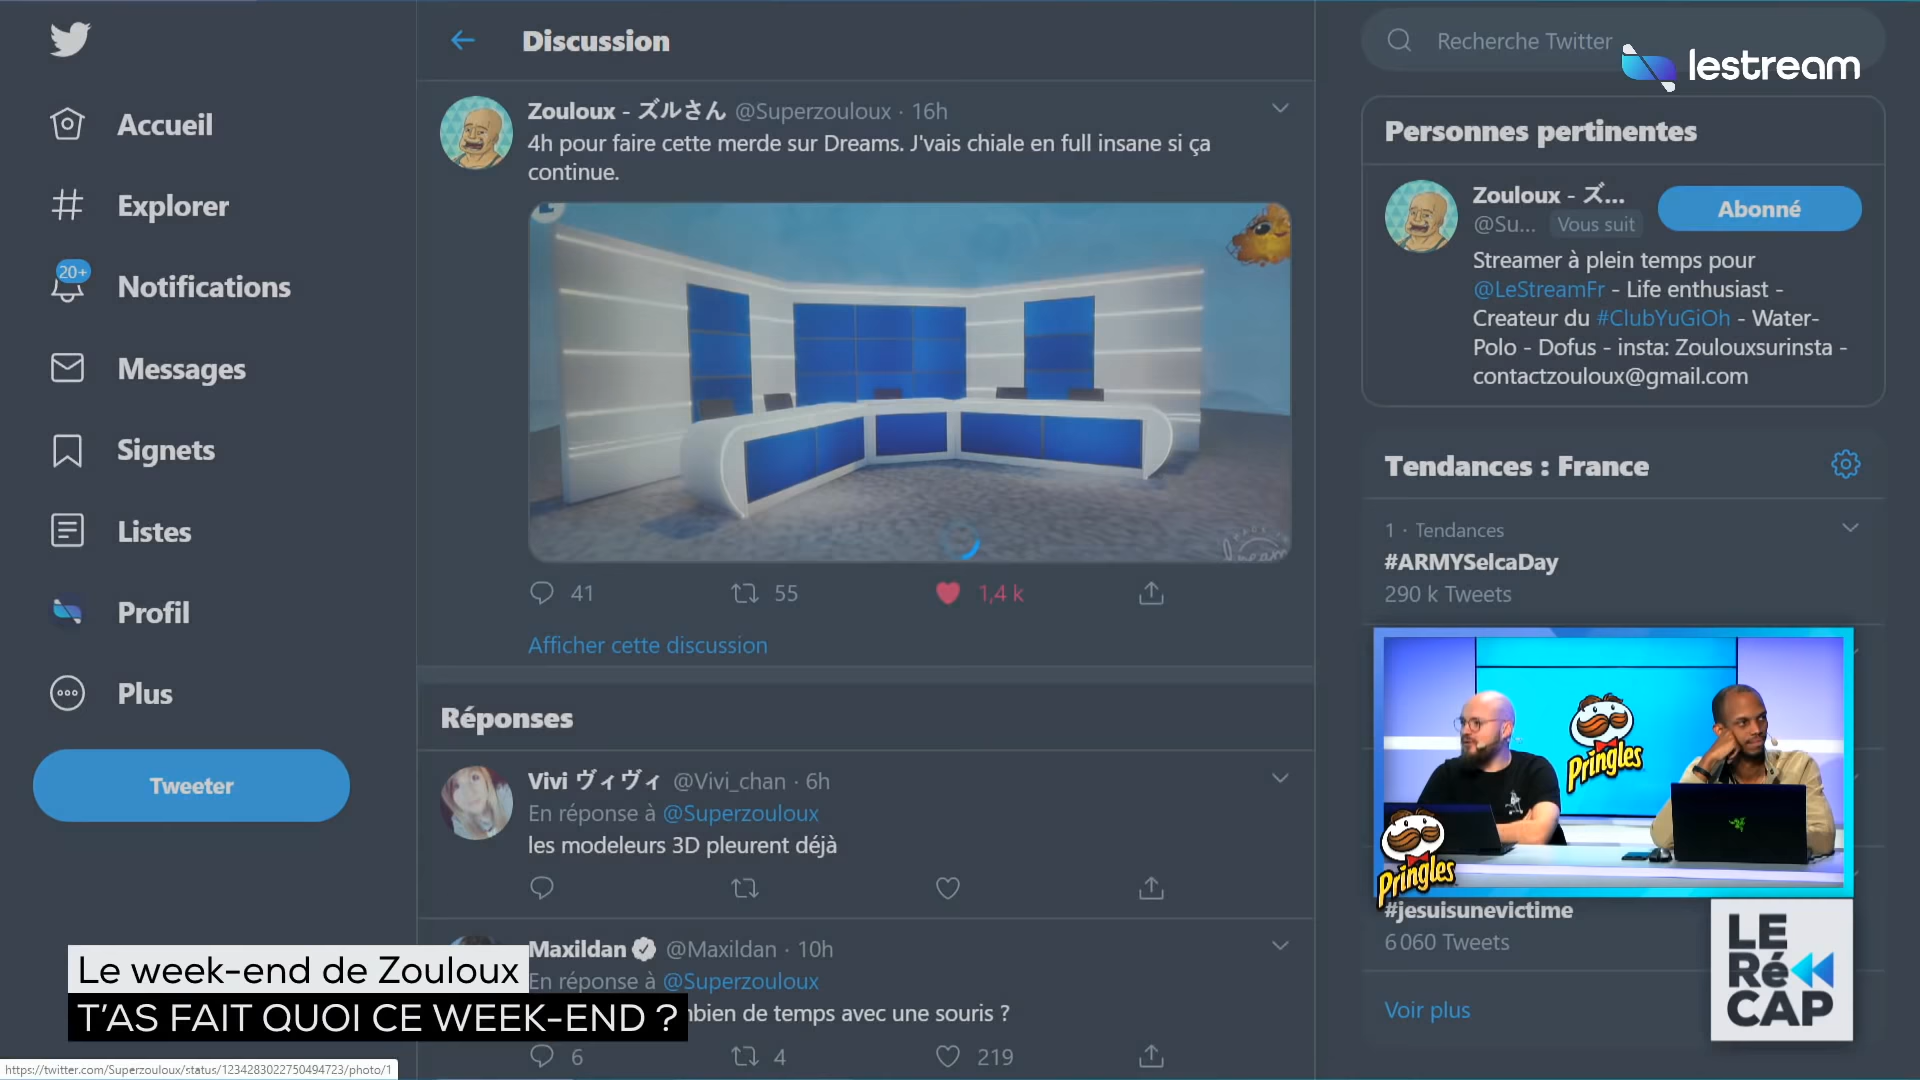 Accueil
Explorer
20+
Notifications
Messages
Signets
Listes
Profil
Plus
Tweeter
Discussion
Zouloux - ズルさん @Superzouloux · 16h
4h pour faire cette merde sur Dreams. J'vais chiale en full insane si ça
continue.
41
55
1,4 k
Afficher cette discussion
Réponses
Vivi ヴィヴィ @Vivi_chan · 6h
En réponse à @Superzouloux
les modeleurs 3D pleurent déjà
Maxildan @Maxildan · 10h
En réponse à @Superzouloux
bien de temps avec une souris ?
6
4
219
Recherche Twitter
lestream
Personnes pertinentes
Zouloux - ズ...
@Su... Vous suit
Abonné
Streamer à plein temps pour
@LeStreamFr - Life enthusiast -
Createur du #ClubYuGiOh - Water-
Polo - Dofus - insta: Zoulouxsurinsta -
contactzouloux@gmail.com
Tendances : France
1 · Tendances
#ARMYSelcaDay
290 k Tweets
Pringles
Pringles
#jesuisunevictime
6 060 Tweets
Voir plus
LE
Ré
CAP
Le week-end de Zouloux
T'AS FAIT QUOI CE WEEK-END ?
https://twitter.com/Superzouloux/status/1234283022750494723/photo/1